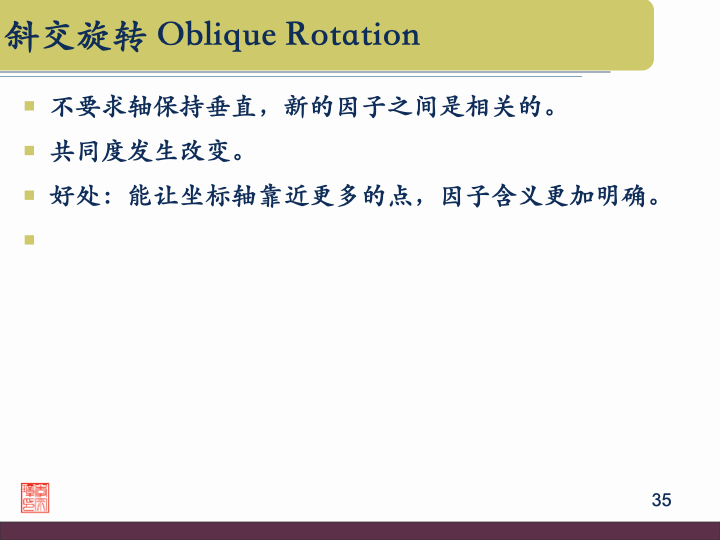 斜交旋转 Oblique Rotation
不要求轴保持垂直，新的因子之间是相关的。
共同度发生改变。
好处：能让坐标轴靠近更多的点，因子含义更加明确。
35